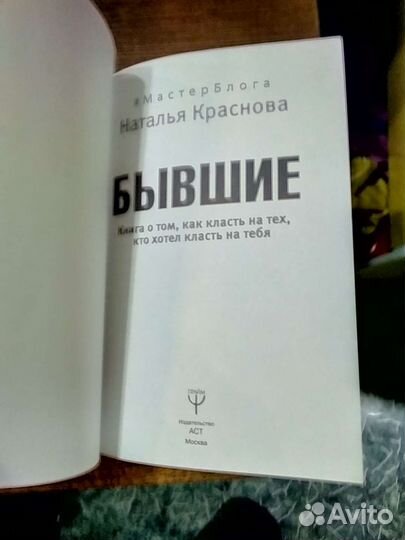 #МастерБлога
Наталья Краснова
БЫВШИЕ
Книга о том, как класть на тех,
кто хотел класть на тебя
ПРАЙМ
Издательство
АСТ
Москва
Avito